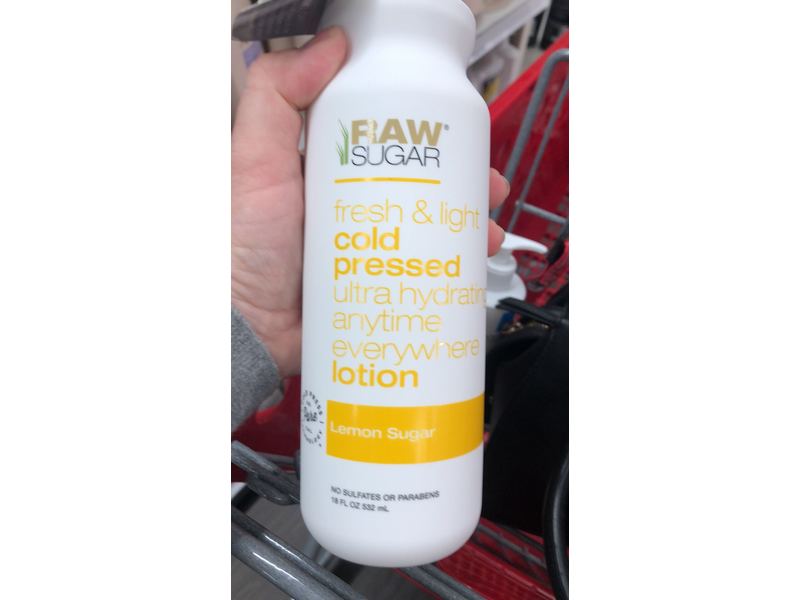 RAW®
SUGAR
fresh & light
cold
pressed
ultra hydrating
anytime
everywhere
lotion
Lemon Sugar
NO SULFATES OR PARABENS
18 FL OZ 532 mL